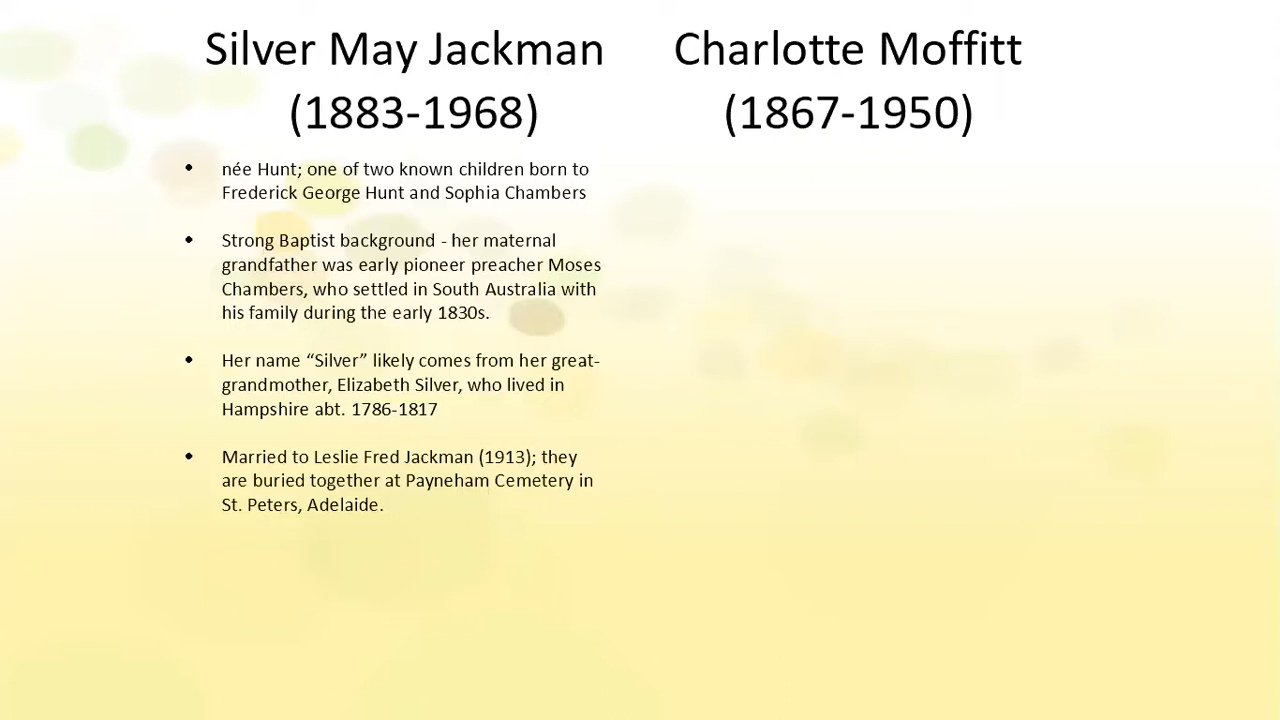 Silver May Jackman
(1883-1968)
Charlotte Moffitt
(1867-1950)
• née Hunt; one of two known children born to
Frederick George Hunt and Sophia Chambers
• Strong Baptist background - her maternal
grandfather was early pioneer preacher Moses
Chambers, who settled in South Australia with
his family during the early 1830s.
• Her name “Silver” likely comes from her great-
grandmother, Elizabeth Silver, who lived in
Hampshire abt. 1786-1817
• Married to Leslie Fred Jackman (1913); they
are buried together at Payneham Cemetery in
St. Peters, Adelaide.